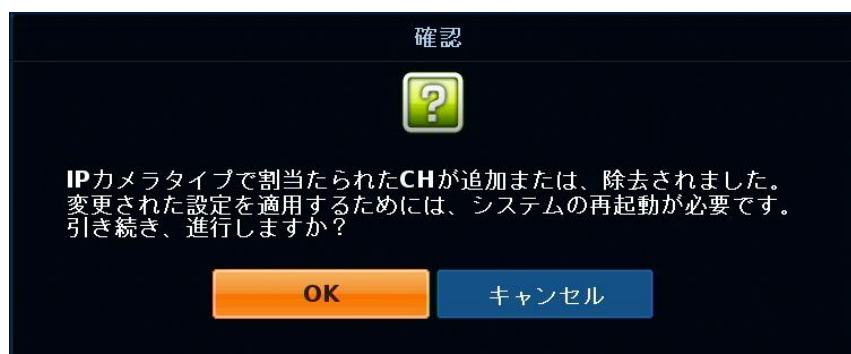 確認
IPカメラタイプで割当たられたCHが追加または、除去されました。
変更された設定を適用するためには、システムの再起動が必要です。
引き続き、進行しますか？
OK
キャンセル